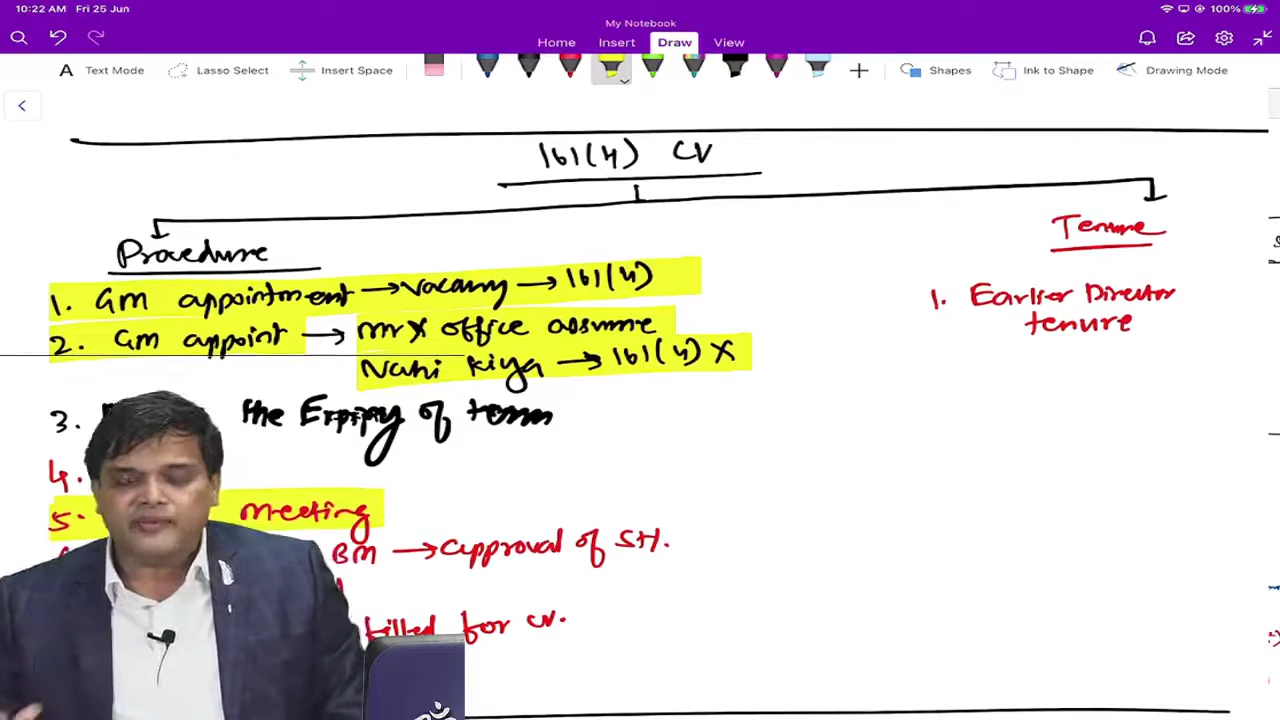 10:22 AM Fri 25 Jun
100%
My Notebook
Home Insert Draw View
Text Mode Lasso Select Insert Space Shapes Ink to Shape Drawing Mode
161(4) CV
Procedure
1. GM appointment → vacancy → 161(4)
2. GM appoint → Mr X office assume
Nahi kiya → 161(4) X
3. the Expipy of term
4.
5. Meeting
BM → approval of SH.
filled for CV.
Tenure
1. Earlier Director
tenure